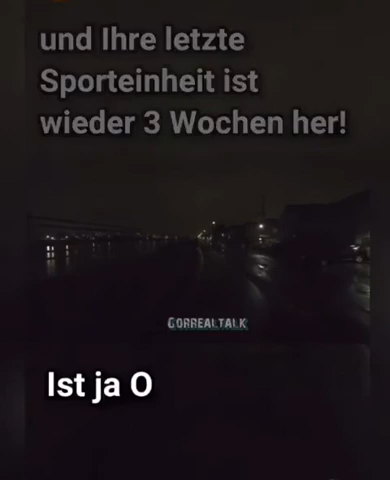 und Ihre letzte
Sporteinheit ist
wieder 3 Wochen her!
GORREALTALK
Ist ja O